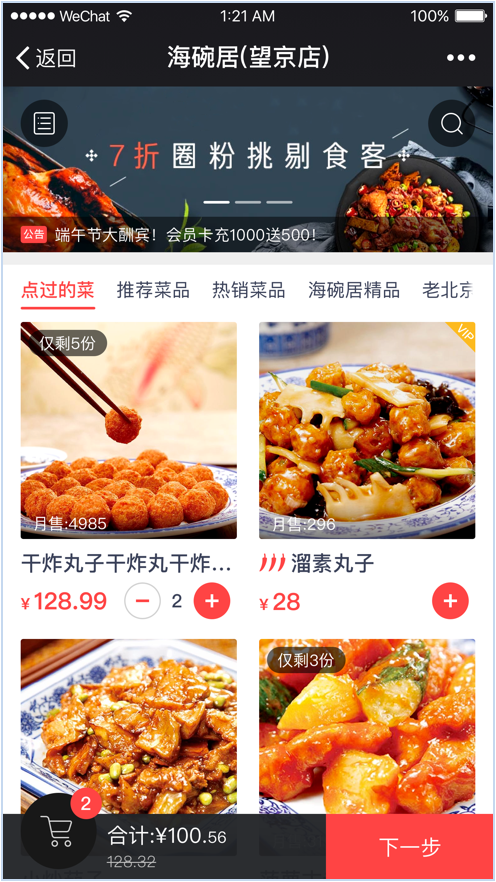 WeChat 1:21 AM 100%
返回 海碗居(望京店)
7折圈粉挑剔食客
公告 端午节大酬宾！会员卡充1000送500!
点过的菜 推荐菜品 热销菜品 海碗居精品 老北京
仅剩5份
VIP
月售:4985
月售:296
干炸丸子干炸丸干炸...
溜素丸子
¥128.99 2
¥28
仅剩3份
2
合计:¥100.56
128.32
下一步